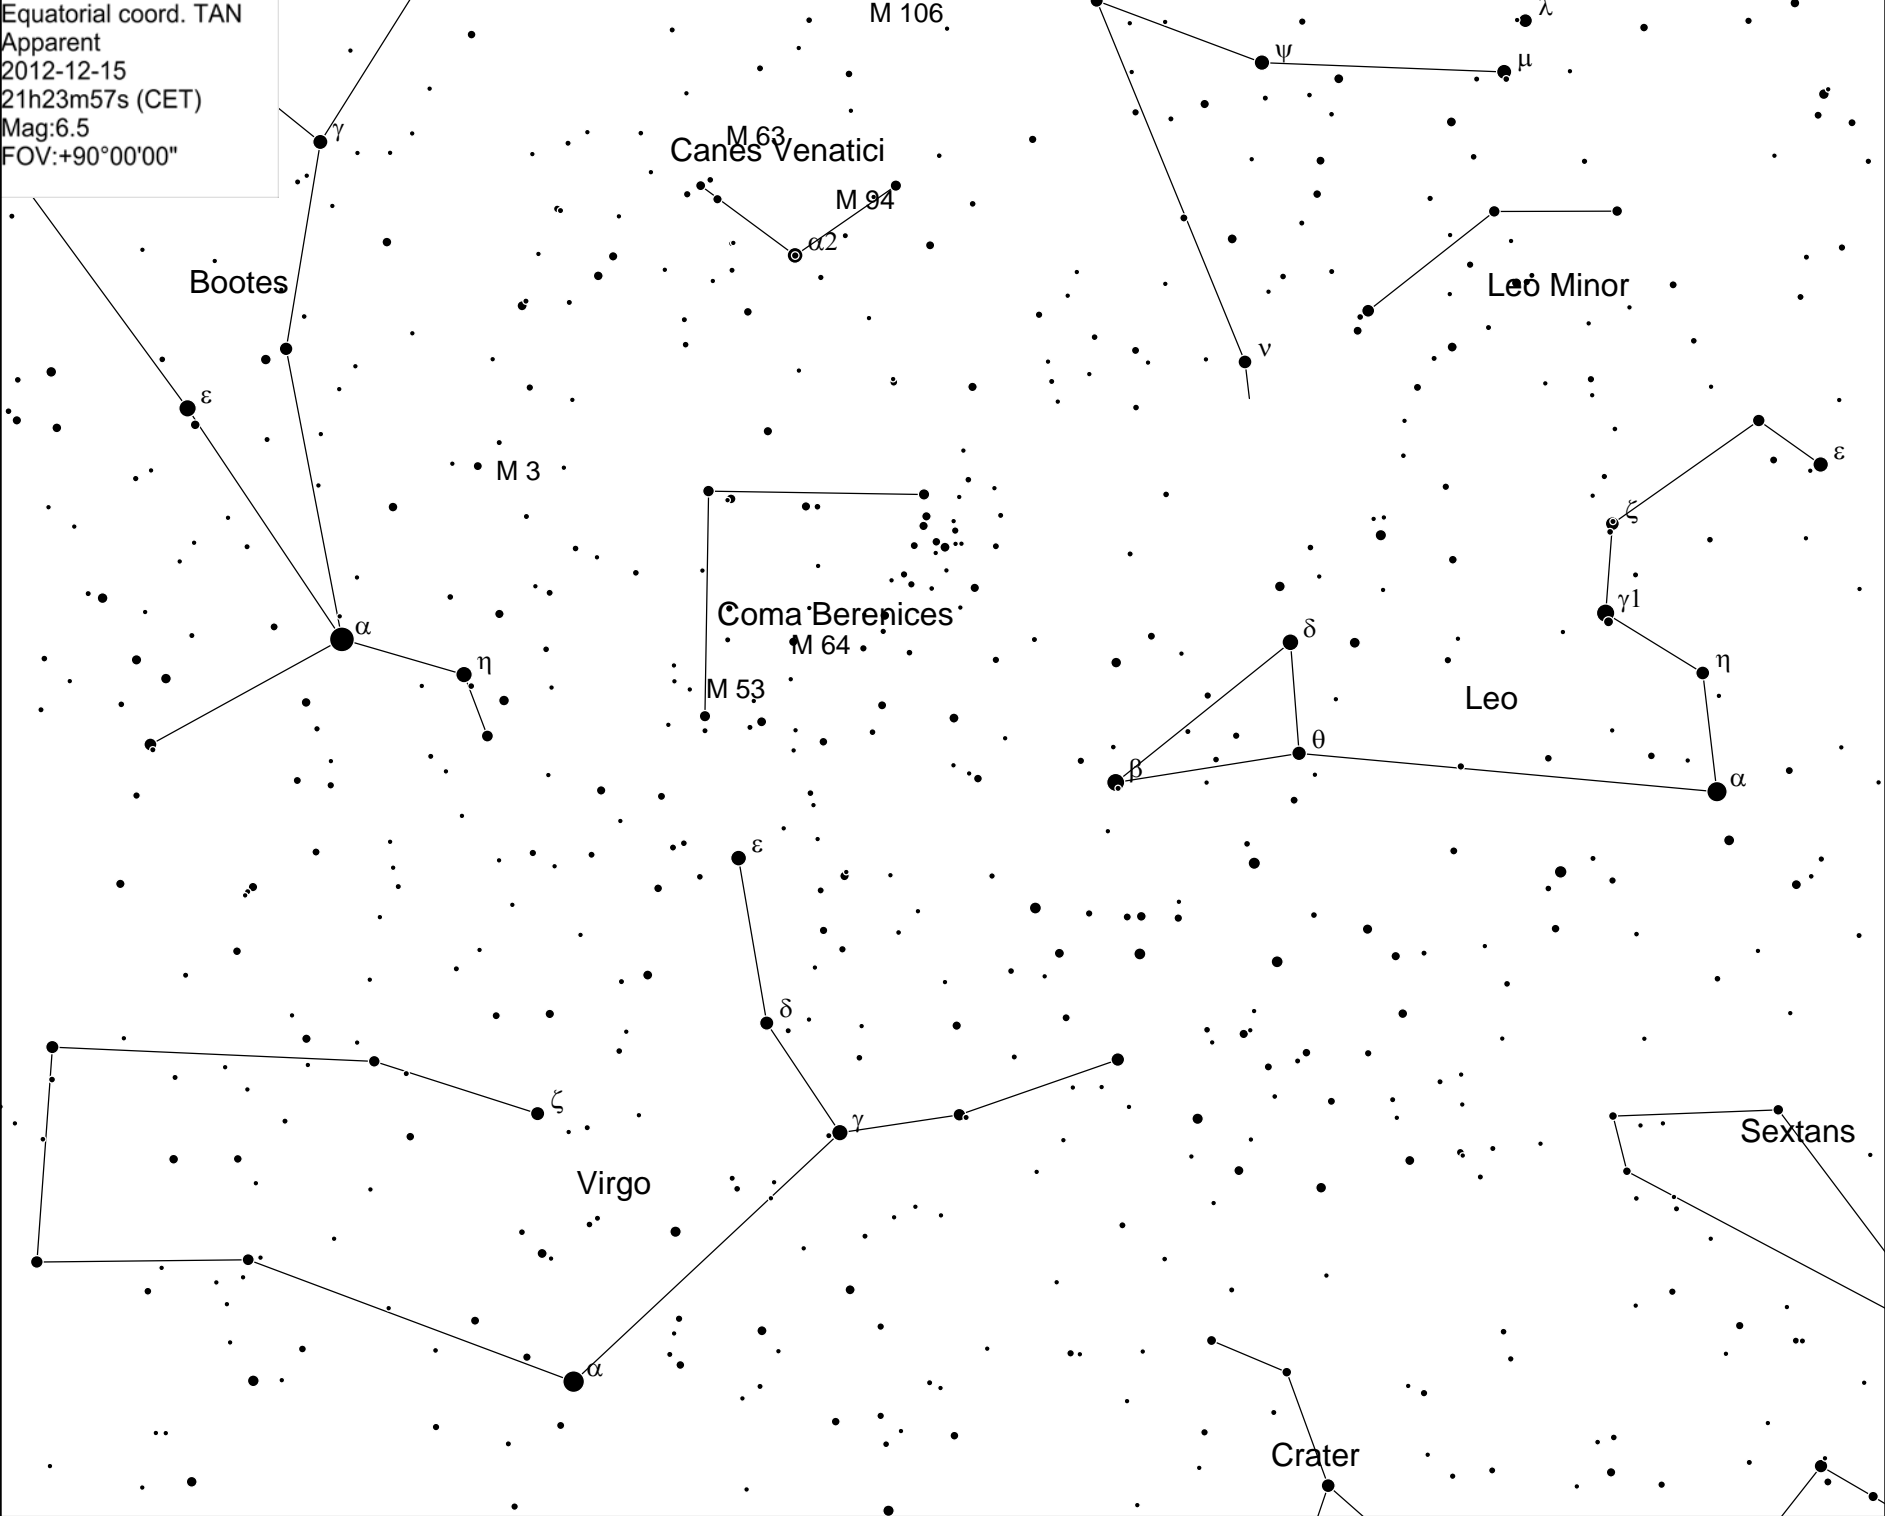 Equatorial coord. TAN
Apparent
2012-12-15
21h23m57s (CET)
Mag:6.5
FOV:+90°00'00"
M 106
λ
ψ
μ
γ
M 63
Canes Venatici
M 94
α2
Bootes
Leo Minor
ν
ε
ε
M 3
ζ
γ1
Coma Berenices
α
δ
M 64
η
η
M 53
Leo
θ
β
α
ε
δ
ζ
γ
Sextans
Virgo
α
Crater